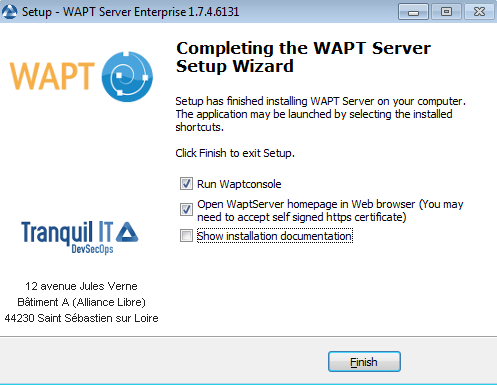 Setup - WAPT Server Enterprise 1.7.4.6131
WAPT
Completing the WAPT Server
Setup Wizard
Setup has finished installing WAPT Server on your computer.
The application may be launched by selecting the installed
shortcuts.
Click Finish to exit Setup.
Run Waptconsole
Open WaptServer homepage in Web browser (You may
need to accept self signed https certificate)
Show installation documentation
Tranquil IT
DevSecOps
12 avenue Jules Verne
Bâtiment A (Alliance Libre)
44230 Saint Sébastien sur Loire
Finish